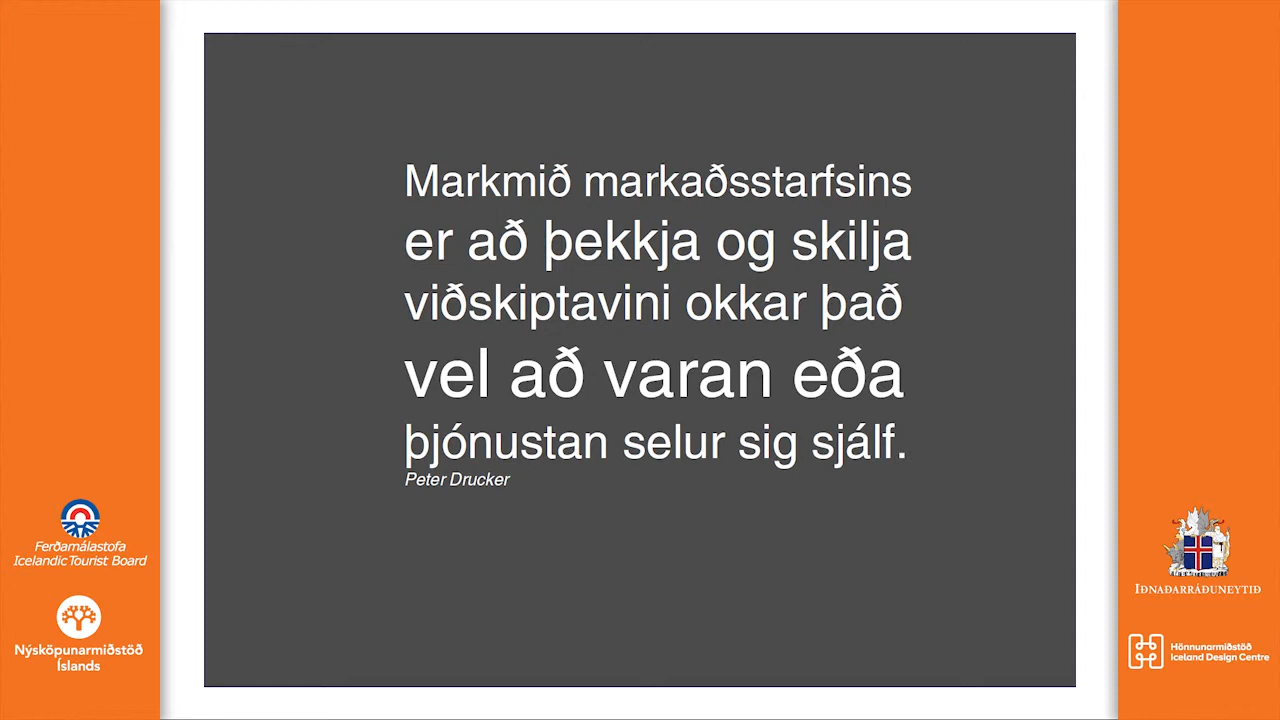 Markmið markaðsstarfsins
er að þekkja og skilja
viðskiptavini okkar það
vel að varan eða
þjónustan selur sig sjálf.
Peter Drucker
Ferðamálastofa
Icelandic Tourist Board
Nýsköpunarmiðstöð
Íslands
IÐNAÐARRÁÐUNEYTIÐ
Hönnunarmiðstöð
Iceland Design Centre